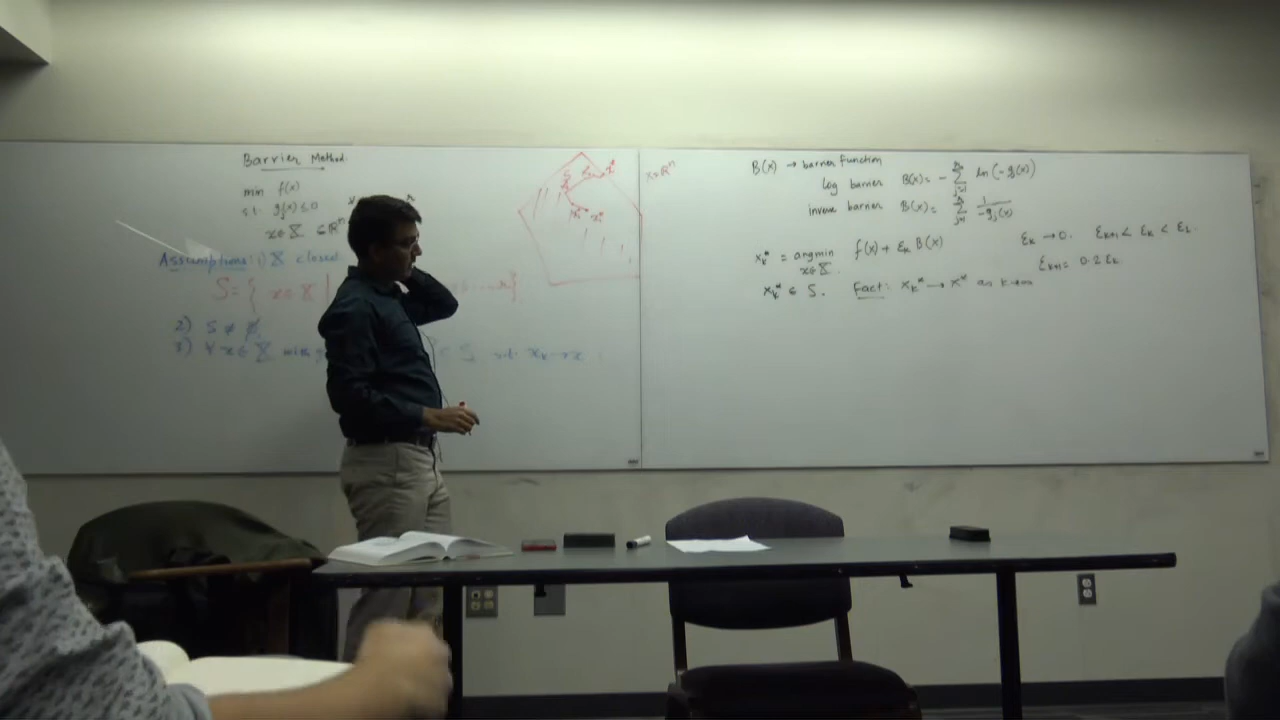 Barrier Method.
min f(x)
s.t. gⱼ(x) ≤ 0
x ∈ X ⊆ ℝⁿ
Assumptions 1) X closed
S = { x ∈ X |
2) S ≠ ∅
3) ∀ x ∈ X with g
S s.t. xₖ → x
S
x*
X = ℝⁿ
B(x) → barrier function
log barrier B(x) = - Σ ln(-gⱼ(x))
inverse barrier B(x) = Σ 1/-gⱼ(x)
xₖ* = argmin f(x) + εₖ B(x)
x ∈ X
εₖ → 0. εₖ₊₁ < εₖ < ε
εₖ₊₁ = 0.2 εₖ
xₖ* ∈ S. Fact: xₖ* → x* as k→∞